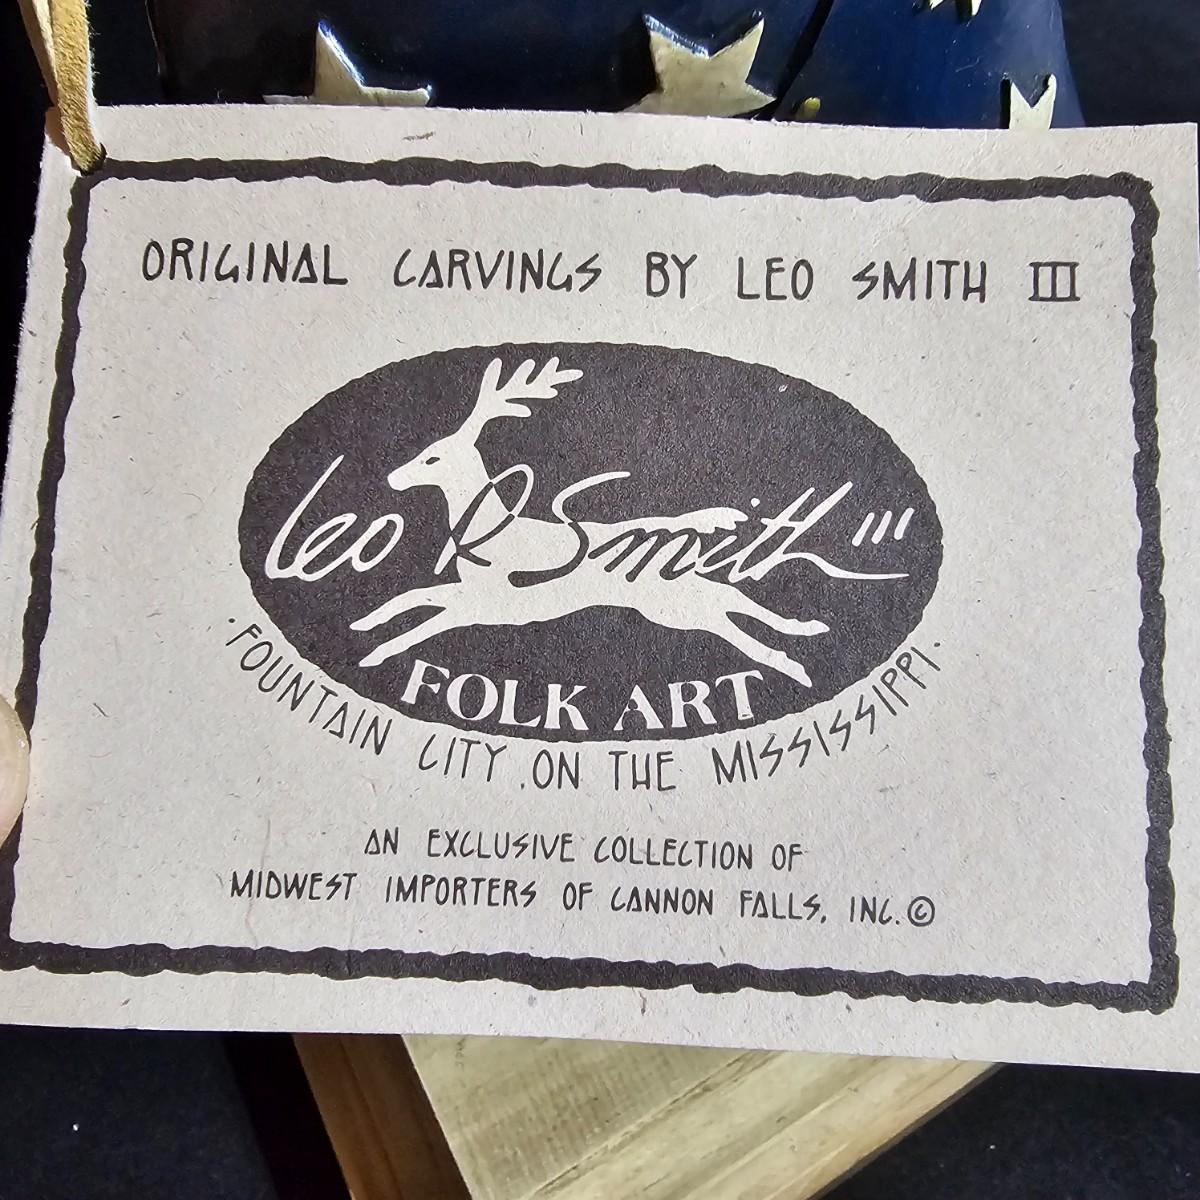 ORIGINAL CARVINGS BY LEO SMITH III
Leo R Smith III
FOLK ART
·FOUNTAIN CITY ON THE MISSISSIPPI·
AN EXCLUSIVE COLLECTION OF
MIDWEST IMPORTERS OF CANNON FALLS, INC.©